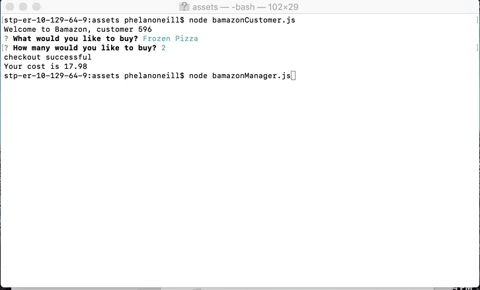 assets — -bash — 102×29
stp-er-10-129-64-9:assets phelanoneill$ node bamazonCustomer.js
Welcome to Bamazon, customer 596
? What would you like to buy? Frozen Pizza
? How many would you like to buy? 2
checkout successful
Your cost is 17.98
stp-er-10-129-64-9:assets phelanoneill$ node bamazonManager.js